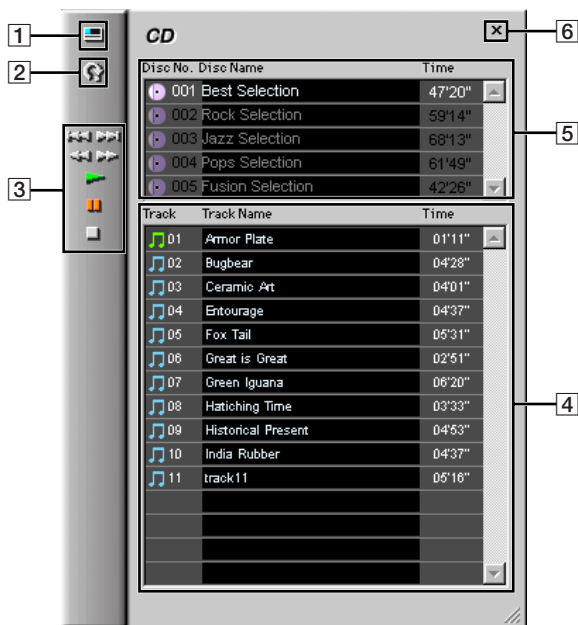 1
2
3
CD
6
Disc No. Disc Name Time
001 Best Selection 47'20"
002 Rock Selection 59'14"
003 Jazz Selection 68'13"
004 Pops Selection 61'49"
005 Fusion Selection 42'26"
5
Track Track Name Time
01 Armor Plate 01'11"
02 Bugbear 04'28"
03 Ceramic Art 04'01"
04 Entourage 04'37"
05 Fox Tail 05'31"
06 Great is Great 02'51"
07 Green Iguana 06'20"
08 Hatiching Time 03'33"
09 Historical Present 04'53"
10 India Rubber 04'37"
11 track11 05'16"
4